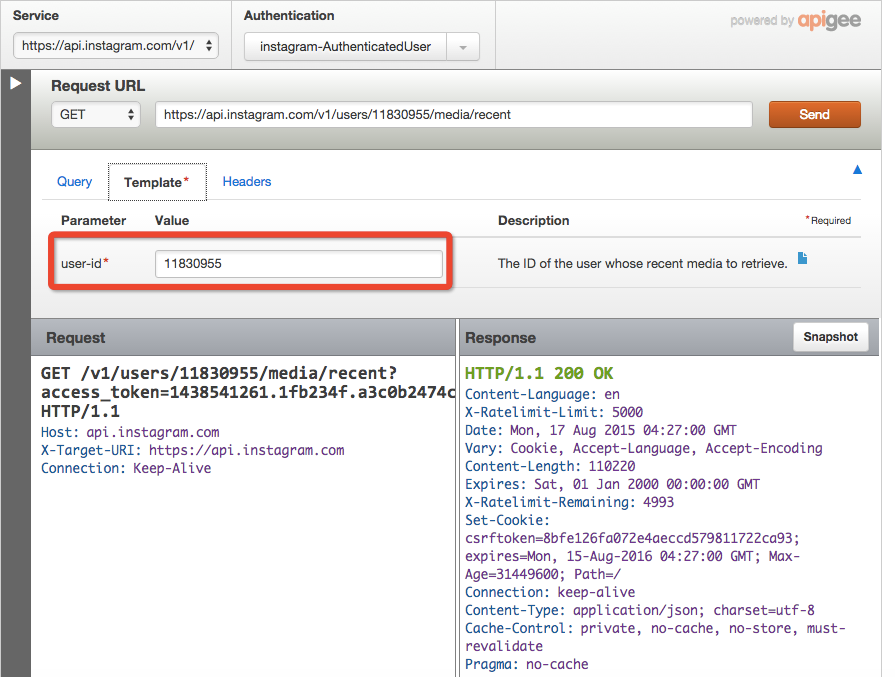 Service
Authentication
powered by apigee
https://api.instagram.com/v1/
instagram-AuthenticatedUser
Request URL
GET
https://api.instagram.com/v1/users/11830955/media/recent
Send
Query
Template*
Headers
Parameter
Value
Description
*Required
user-id*
11830955
The ID of the user whose recent media to retrieve.
Request
GET /v1/users/11830955/media/recent?
access_token=1438541261.1fb234f.a3c0b2474c
HTTP/1.1
Host: api.instagram.com
X-Target-URI: https://api.instagram.com
Connection: Keep-Alive
Response
Snapshot
HTTP/1.1 200 OK
Content-Language: en
X-Ratelimit-Limit: 5000
Date: Mon, 17 Aug 2015 04:27:00 GMT
Vary: Cookie, Accept-Language, Accept-Encoding
Content-Length: 110220
Expires: Sat, 01 Jan 2000 00:00:00 GMT
X-Ratelimit-Remaining: 4993
Set-Cookie:
csrftoken=8bfe126fa072e4aeccd579811722ca93;
expires=Mon, 15-Aug-2016 04:27:00 GMT; Max-
Age=31449600; Path=/
Connection: keep-alive
Content-Type: application/json; charset=utf-8
Cache-Control: private, no-cache, no-store, must-
revalidate
Pragma: no-cache